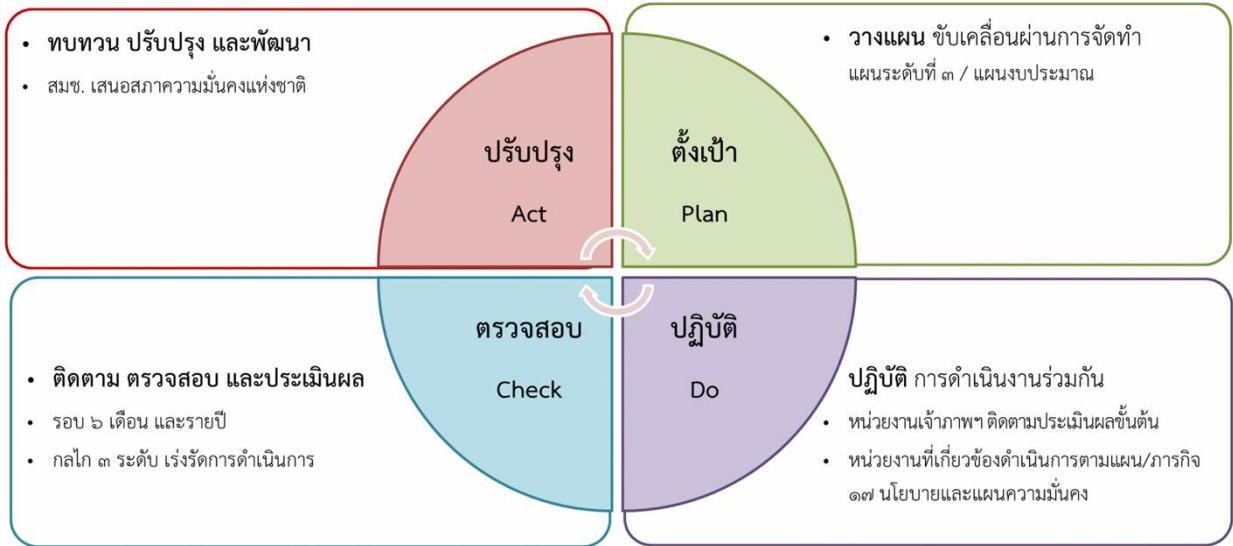 • ทบทวน ปรับปรุง และพัฒนา
• สมช. เสนอสภาความมั่นคงแห่งชาติ
ปรับปรุง
Act
• วางแผน ขับเคลื่อนผ่านการจัดทำ
แผนระดับที่ ๓ / แผนงบประมาณ
ตั้งเป้า
Plan
• ติดตาม ตรวจสอบ และประเมินผล
• รอบ ๖ เดือน และรายปี
• กลไก ๓ ระดับ เร่งรัดการดำเนินการ
ตรวจสอบ
Check
ปฏิบัติ
Do
ปฏิบัติ การดำเนินงานร่วมกัน
• หน่วยงานเจ้าภาพฯ ติดตามประเมินผลขั้นต้น
• หน่วยงานที่เกี่ยวข้องดำเนินการตามแผน/ภารกิจ
๑๗ นโยบายและแผนความมั่นคง